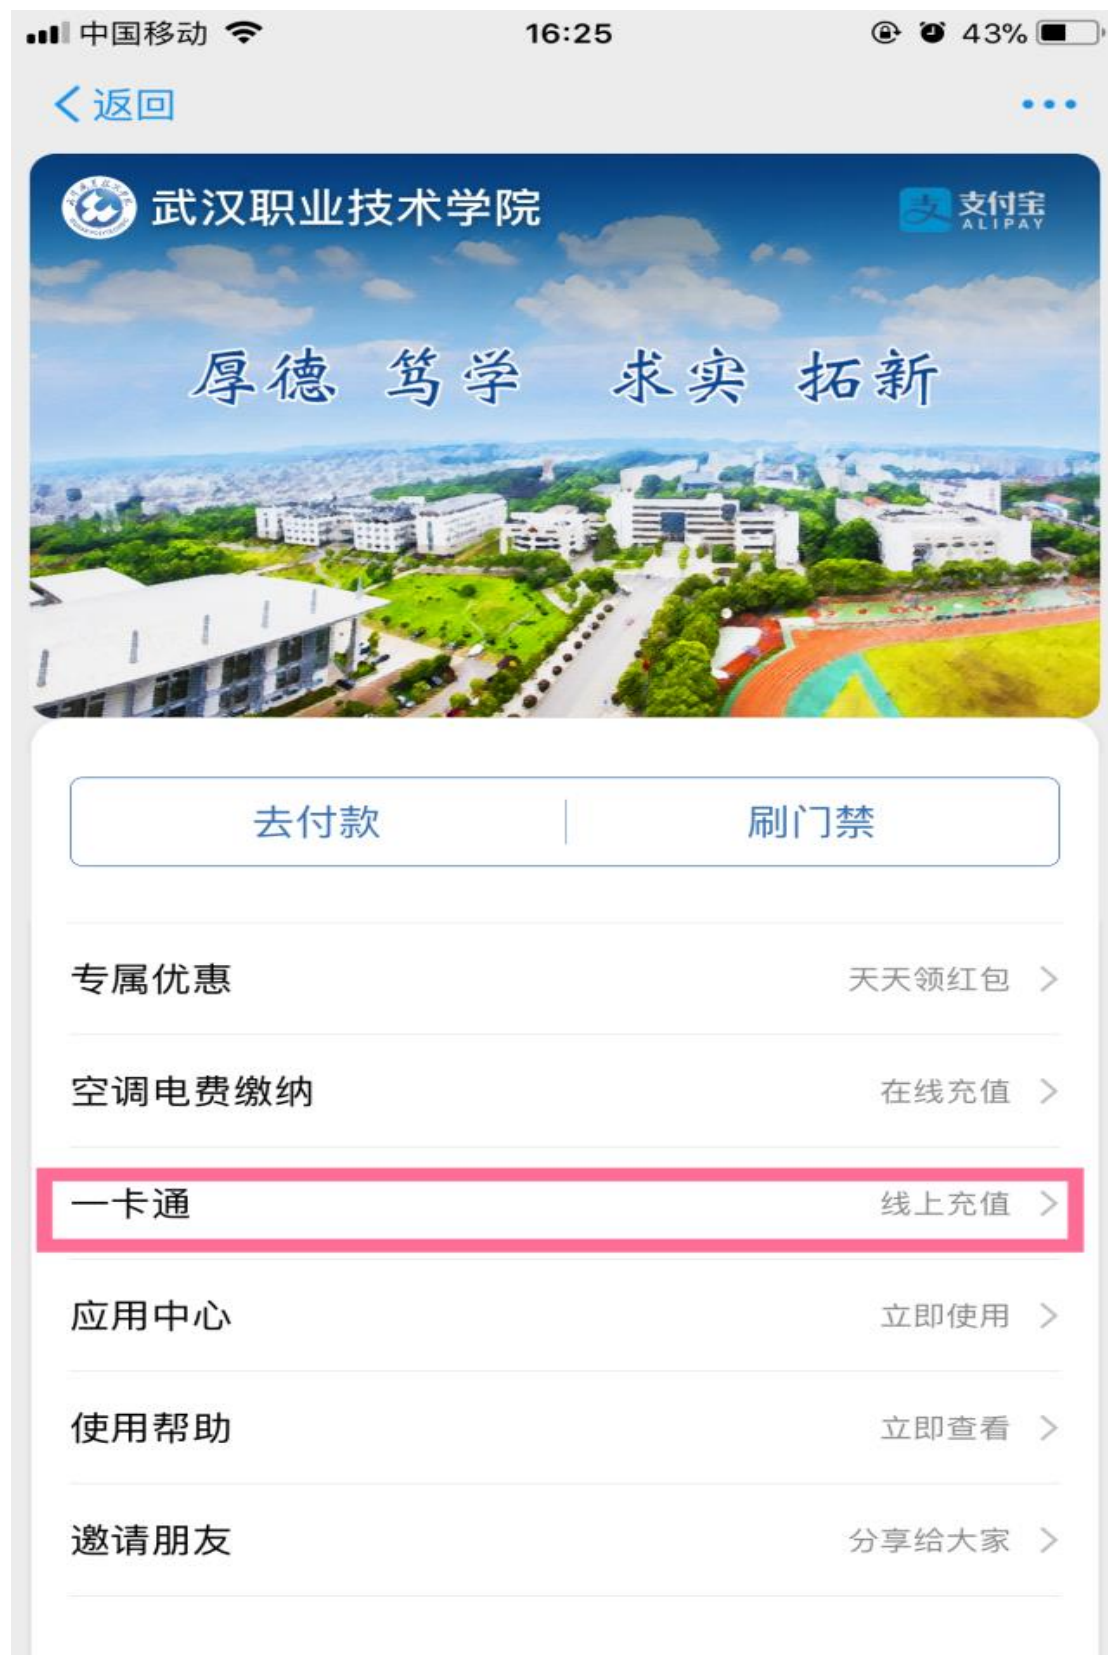 中国移动 16:25 43%
返回
武汉职业技术学院 支付宝
ALIPAY
厚德 笃学 求实 拓新
去付款 刷门禁
专属优惠 天天领红包
空调电费缴纳 在线充值
一卡通 线上充值
应用中心 立即使用
使用帮助 立即查看
邀请朋友 分享给大家